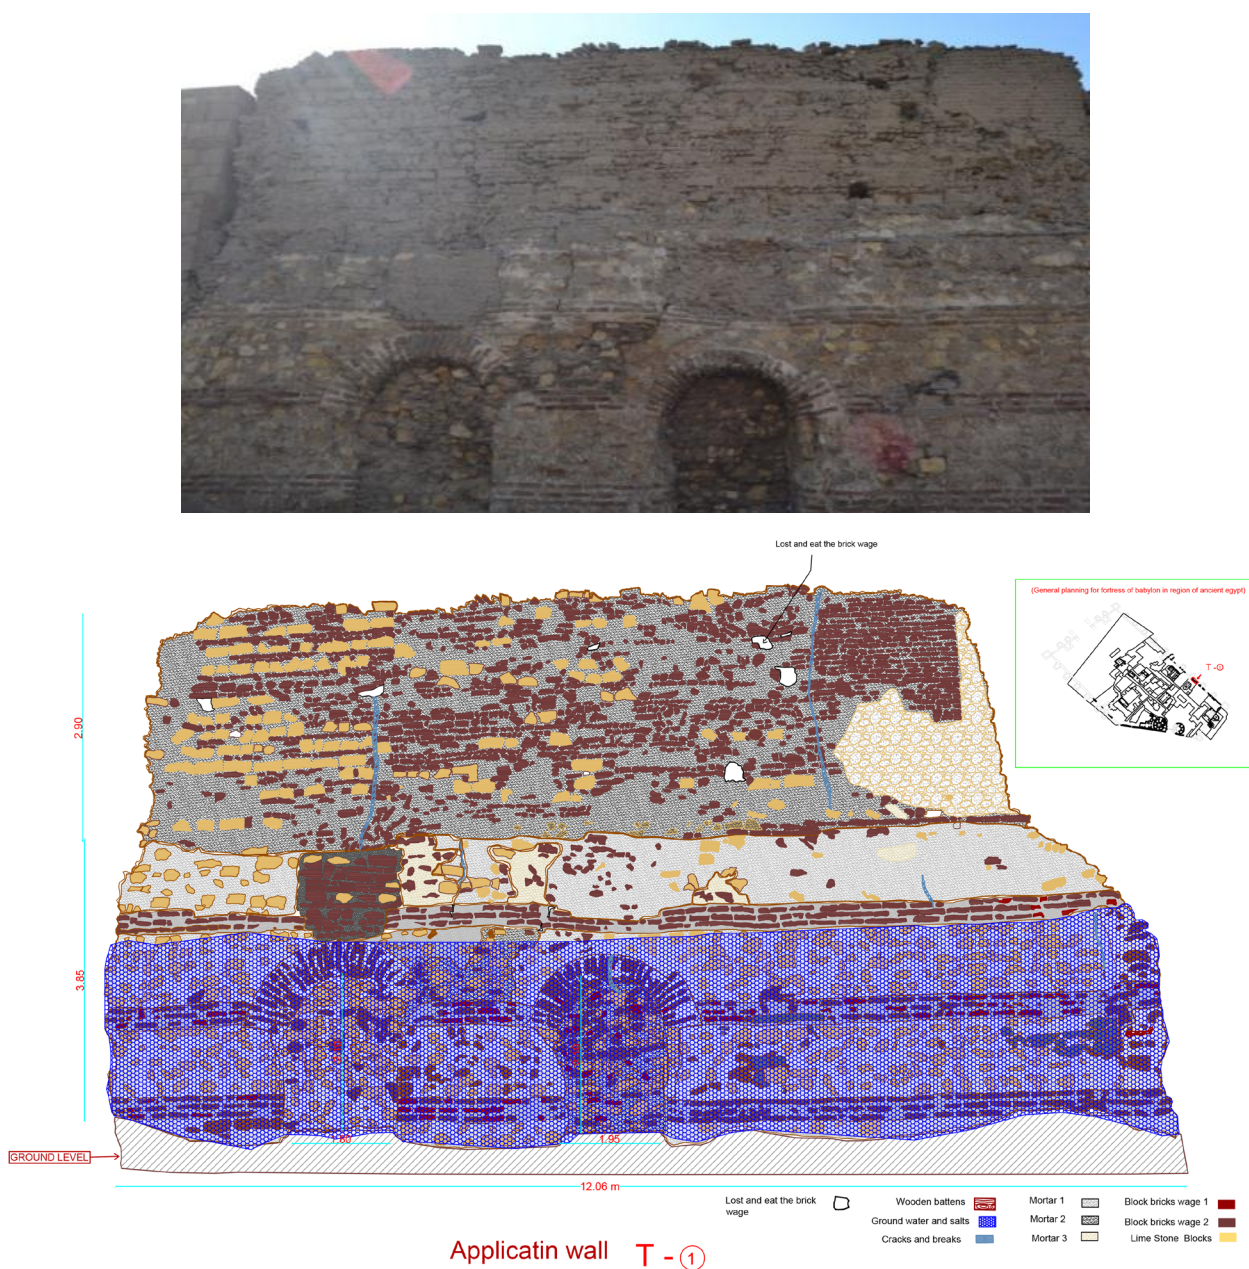 Lost and eat the brick wage
(General planning for fortress of babylon in region of ancient egypt)
T -①
2.90
3.85
1.80
1.95
GROUND LEVEL
12.06 m
Lost and eat the brick
wage
Wooden battens
Ground water and salts
Cracks and breaks
Mortar 1
Mortar 2
Mortar 3
Block bricks wage 1
Block bricks wage 2
Lime Stone Blocks
Applicatin wall T - ①